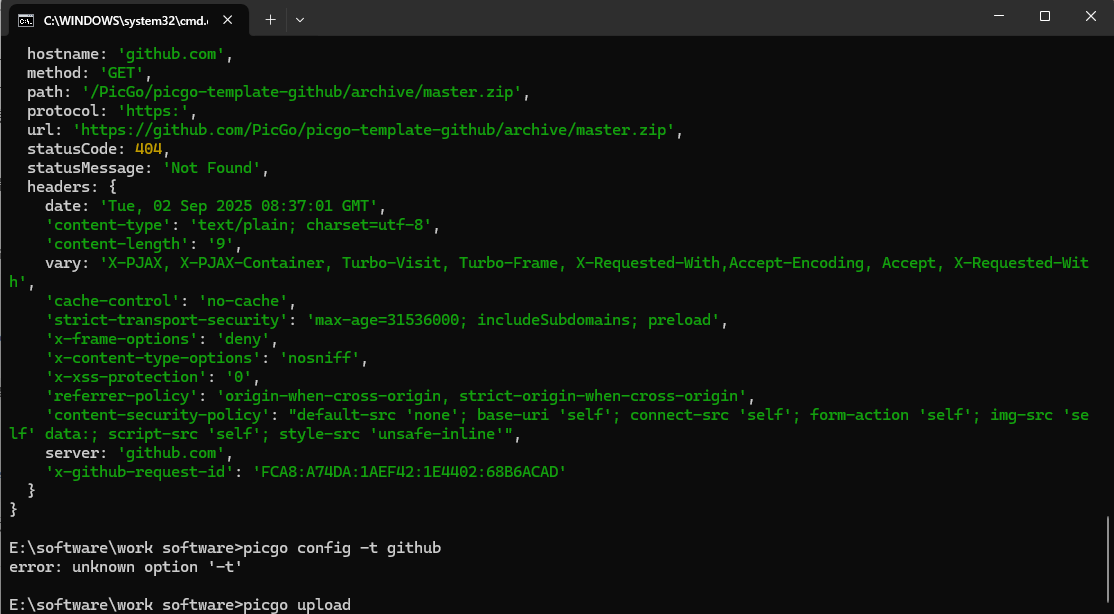 C:\WINDOWS\system32\cmd.
hostname: 'github.com',
method: 'GET',
path: '/PicGo/picgo-template-github/archive/master.zip',
protocol: 'https:',
url: 'https://github.com/PicGo/picgo-template-github/archive/master.zip',
statusCode: 404,
statusMessage: 'Not Found',
headers: {
date: 'Tue, 02 Sep 2025 08:37:01 GMT',
'content-type': 'text/plain; charset=utf-8',
'content-length': '9',
vary: 'X-PJAX, X-PJAX-Container, Turbo-Visit, Turbo-Frame, X-Requested-With,Accept-Encoding, Accept, X-Requested-Wit
h',
'cache-control': 'no-cache',
'strict-transport-security': 'max-age=31536000; includeSubdomains; preload',
'x-frame-options': 'deny',
'x-content-type-options': 'nosniff',
'x-xss-protection': '0',
'referrer-policy': 'origin-when-cross-origin, strict-origin-when-cross-origin',
'content-security-policy': "default-src 'none'; base-uri 'self'; connect-src 'self'; form-action 'self'; img-src 'se
lf' data:; script-src 'self'; style-src 'unsafe-inline'",
server: 'github.com',
'x-github-request-id': 'FCA8:A74DA:1AEF42:1E4402:68B6ACAD'
}
}
E:\software\work software>picgo config -t github
error: unknown option '-t'
E:\software\work software>picgo upload